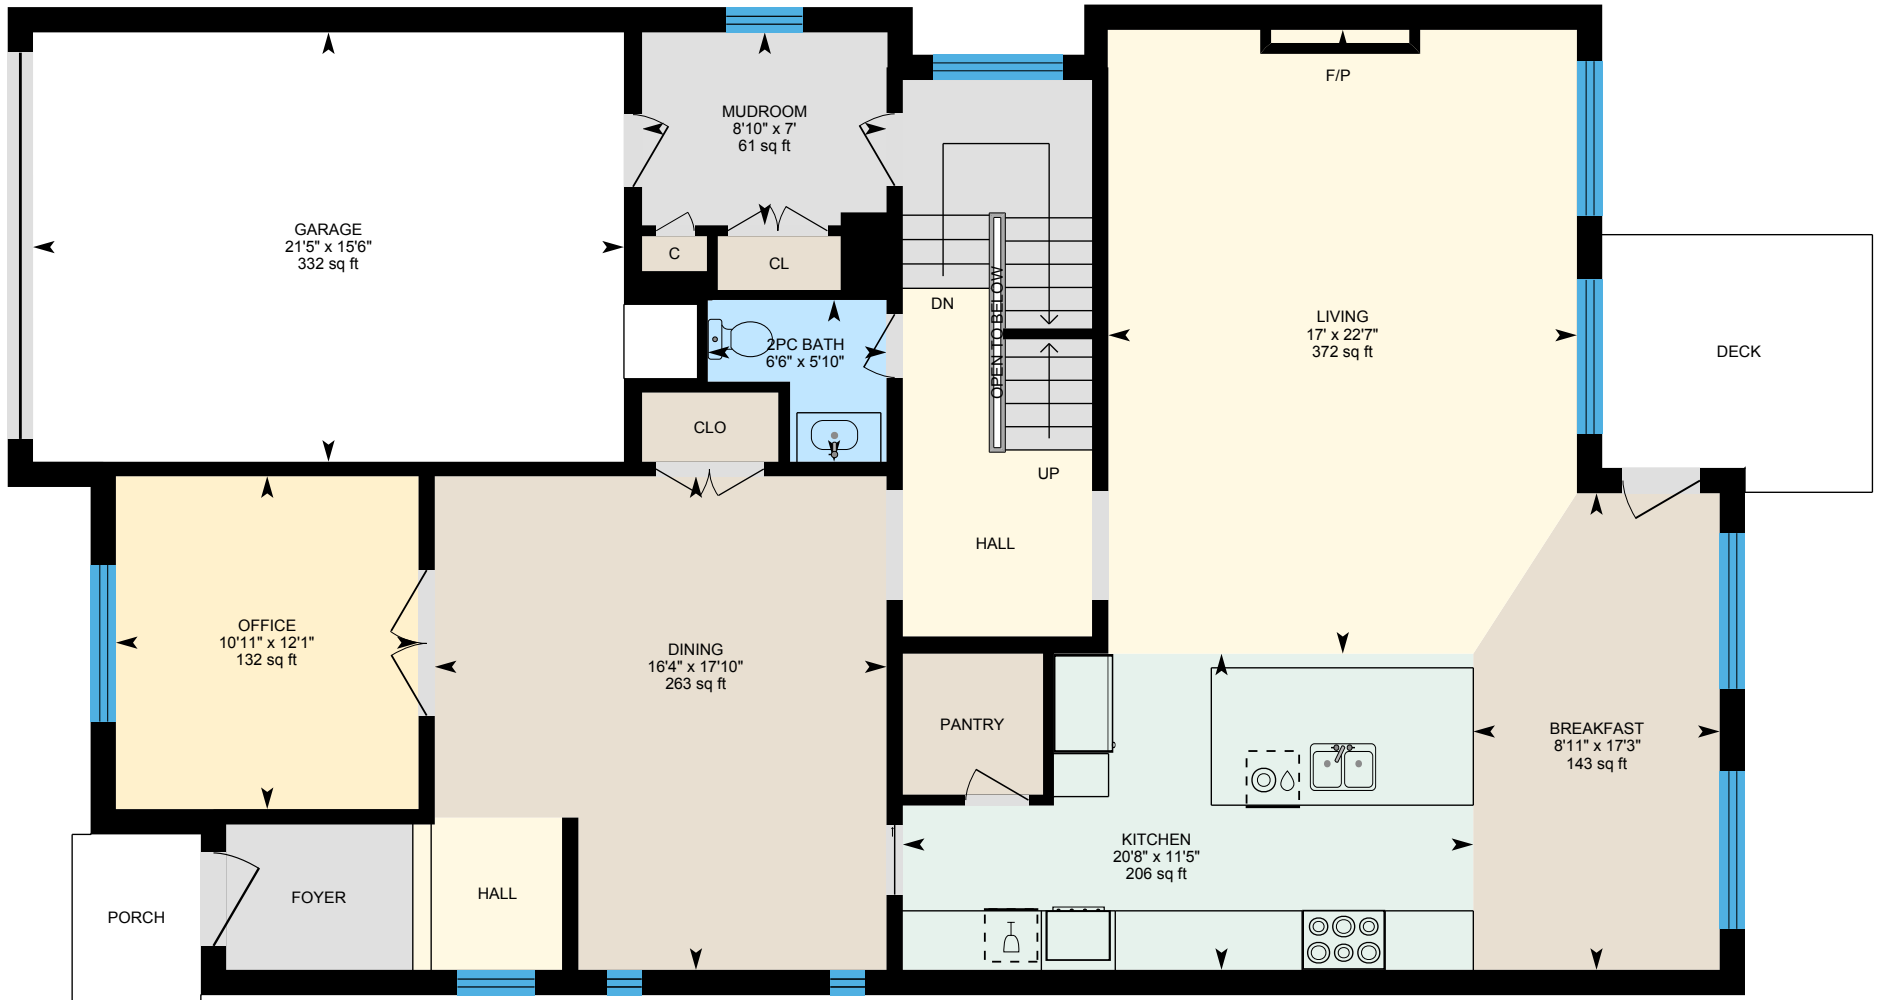 F/P
MUDROOM
8'10" x 7'
61 sq ft
GARAGE
21'5" x 15'6"
332 sq ft
C
CL
DN
OPEN TO BELOW
2PC BATH
6'6" x 5'10"
LIVING
17' x 22'7"
372 sq ft
DECK
CLO
UP
HALL
OFFICE
10'11" x 12'1"
132 sq ft
DINING
16'4" x 17'10"
263 sq ft
PANTRY
BREAKFAST
8'11" x 17'3"
143 sq ft
KITCHEN
20'8" x 11'5"
206 sq ft
FOYER
HALL
PORCH